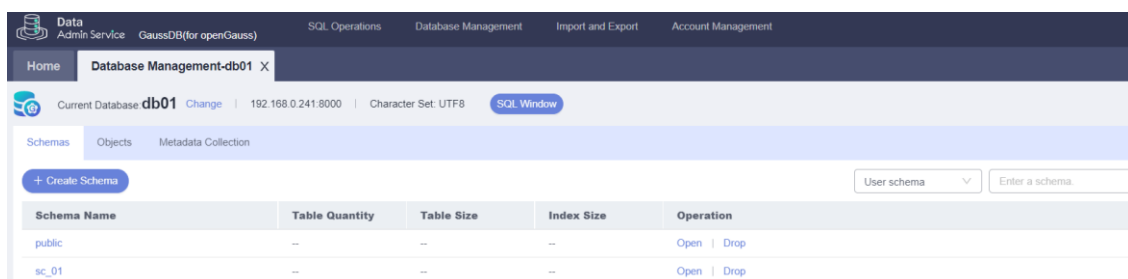 Data
Admin Service GaussDB(for openGauss) SQL Operations Database Management Import and Export Account Management
Home Database Management-db01 X
Current Database:db01 Change | 192.168.0.241:8000 | Character Set: UTF8 SQL Window
Schemas Objects Metadata Collection
+ Create Schema User schema Enter a schema.
Schema Name Table Quantity Table Size Index Size Operation
public -- -- -- Open | Drop
sc_01 -- -- -- Open | Drop